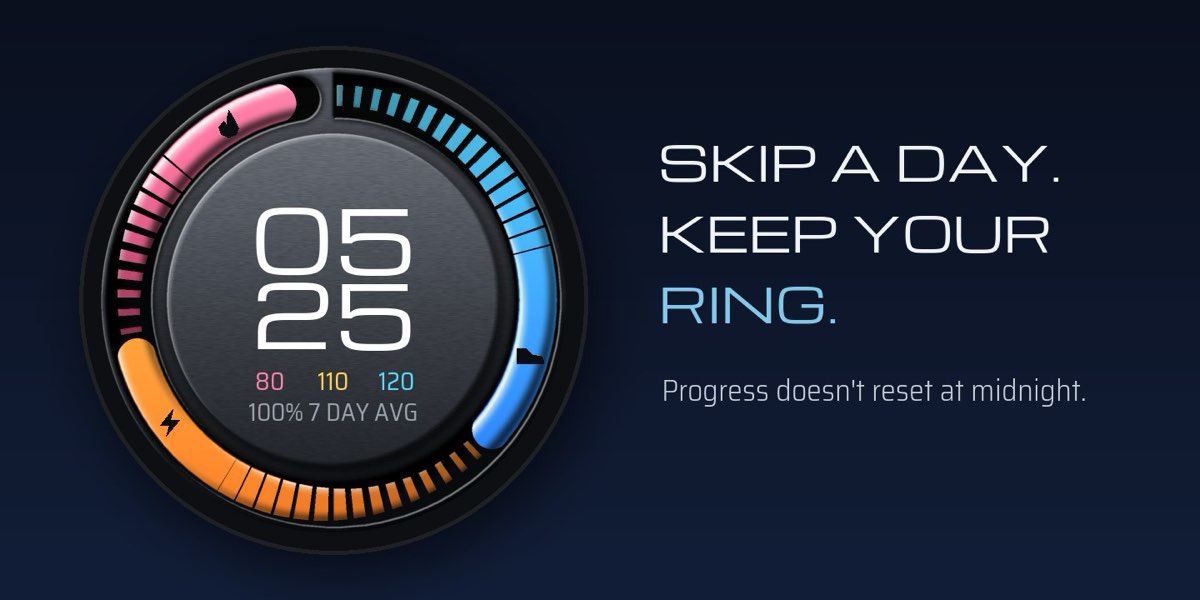 05
25
80 110 120
100% 7 DAY AVG
SKIP A DAY.
KEEP YOUR
RING.
Progress doesn't reset at midnight.